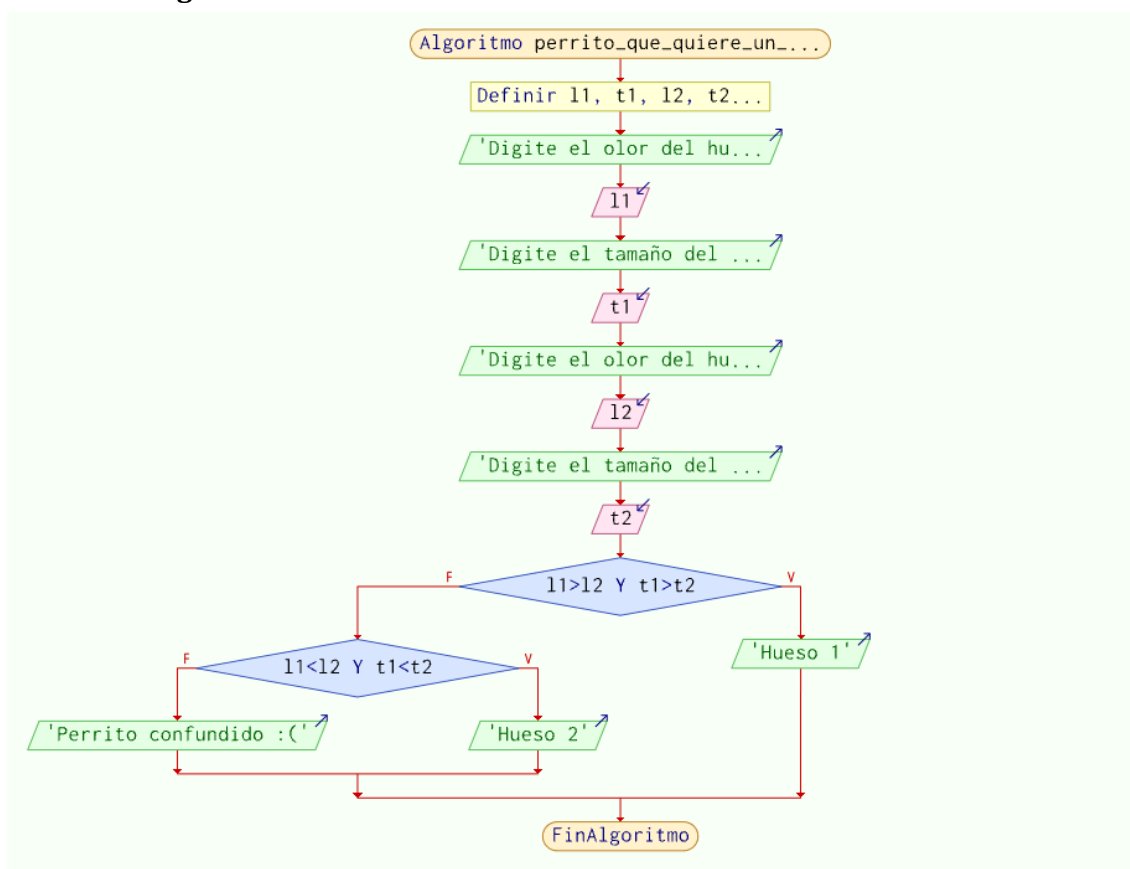 Algoritmo perrito_que_quiere_un_...
Definir l1, t1, l2, t2...
'Digite el olor del hu...
l1
'Digite el tamaño del ...
t1
'Digite el olor del hu...
l2
'Digite el tamaño del ...
t2
l1>l2 Y t1>t2
F
V
'Hueso 1'
l1<l2 Y t1<t2
F
V
'Perrito confundido :('
'Hueso 2'
FinAlgoritmo